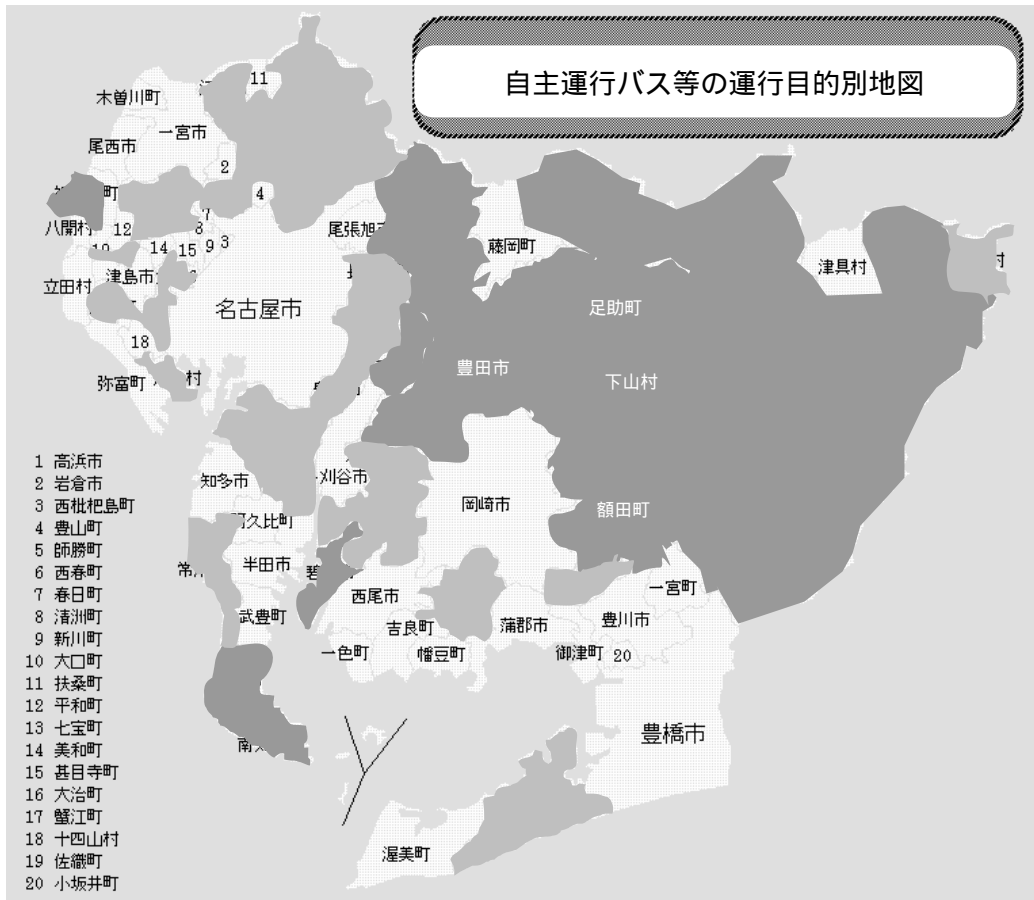 自主運行バス等の運行目的別地図
11
木曽川町
一宮市
尾西市
2
町
4
7
八開村
12
8
尾張旭市
藤岡町
14
15
9
3
村
津島市
立田村
津具村
名古屋市
足助町
18
豊田市
弥富町
村
下山村
刈谷市
知多市
岡崎市
額田町
阿久比町
半田市
一宮町
西尾市
武豊町
吉良町
蒲郡市
豊川市
一色町
幡豆町
御津町
20
豊橋市
渥美町
1 高浜市
2 岩倉市
3 西枇杷島町
4 豊山町
5 師勝町
6 西春町
7 春日町
8 清洲町
9 新川町
10 大口町
11 扶桑町
12 平和町
13 七宝町
14 美和町
15 甚目寺町
16 大治町
17 蟹江町
18 十四山村
19 佐織町
20 小坂井町